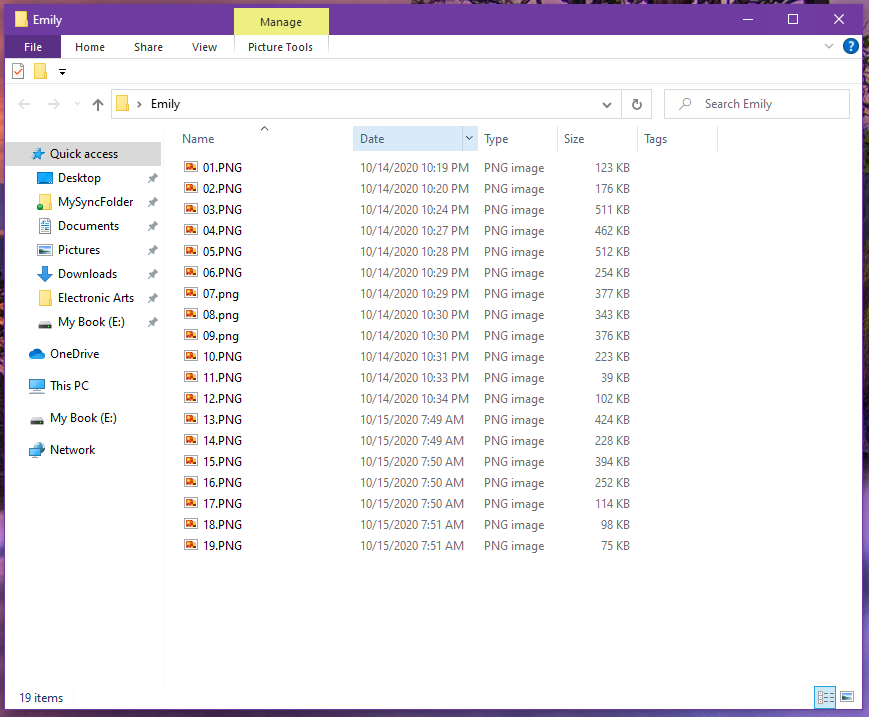 Emily
Manage
File Home Share View Picture Tools
Emily
Search Emily
Name Date Type Size Tags
Quick access
Desktop
MySyncFolder
Documents
Pictures
Downloads
Electronic Arts
My Book (E:)
OneDrive
This PC
My Book (E:)
Network
01.PNG 10/14/2020 10:19 PM PNG image 123 KB
02.PNG 10/14/2020 10:20 PM PNG image 176 KB
03.PNG 10/14/2020 10:24 PM PNG image 511 KB
04.PNG 10/14/2020 10:27 PM PNG image 462 KB
05.PNG 10/14/2020 10:28 PM PNG image 512 KB
06.PNG 10/14/2020 10:29 PM PNG image 254 KB
07.png 10/14/2020 10:29 PM PNG image 377 KB
08.png 10/14/2020 10:30 PM PNG image 343 KB
09.png 10/14/2020 10:30 PM PNG image 376 KB
10.PNG 10/14/2020 10:31 PM PNG image 223 KB
11.PNG 10/14/2020 10:33 PM PNG image 39 KB
12.PNG 10/14/2020 10:34 PM PNG image 102 KB
13.PNG 10/15/2020 7:49 AM PNG image 424 KB
14.PNG 10/15/2020 7:49 AM PNG image 228 KB
15.PNG 10/15/2020 7:50 AM PNG image 394 KB
16.PNG 10/15/2020 7:50 AM PNG image 252 KB
17.PNG 10/15/2020 7:50 AM PNG image 114 KB
18.PNG 10/15/2020 7:51 AM PNG image 98 KB
19.PNG 10/15/2020 7:51 AM PNG image 75 KB
19 items